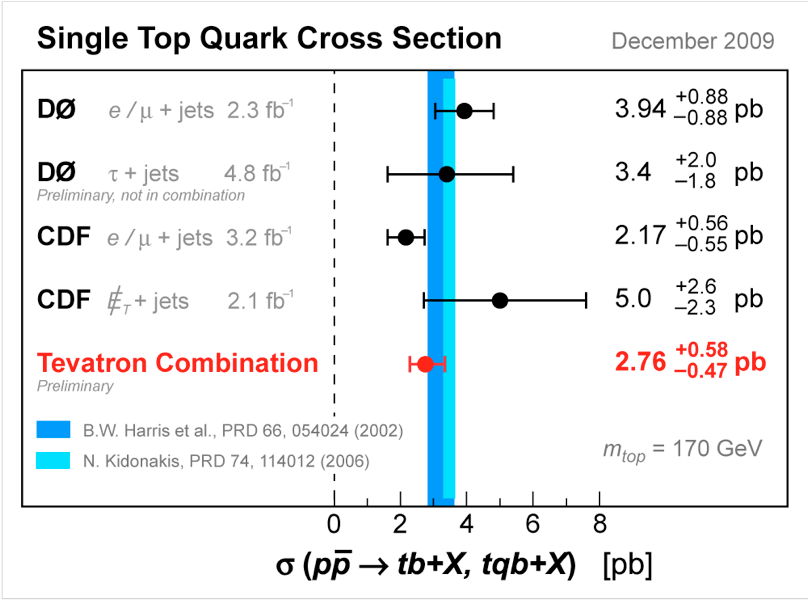 Single Top Quark Cross Section December 2009
DØ e / μ + jets 2.3 fb⁻¹ 3.94 +0.88 −0.88 pb
DØ τ + jets 4.8 fb⁻¹ 3.4 +2.0 −1.8 pb
Preliminary, not in combination
CDF e / μ + jets 3.2 fb⁻¹ 2.17 +0.56 −0.55 pb
CDF E̸_T + jets 2.1 fb⁻¹ 5.0 +2.6 −2.3 pb
Tevatron Combination 2.76 +0.58 −0.47 pb
Preliminary
B.W. Harris et al., PRD 66, 054024 (2002)
N. Kidonakis, PRD 74, 114012 (2006)
m_top = 170 GeV
0 2 4 6 8
σ (pp̅ → tb+X, tqb+X) [pb]